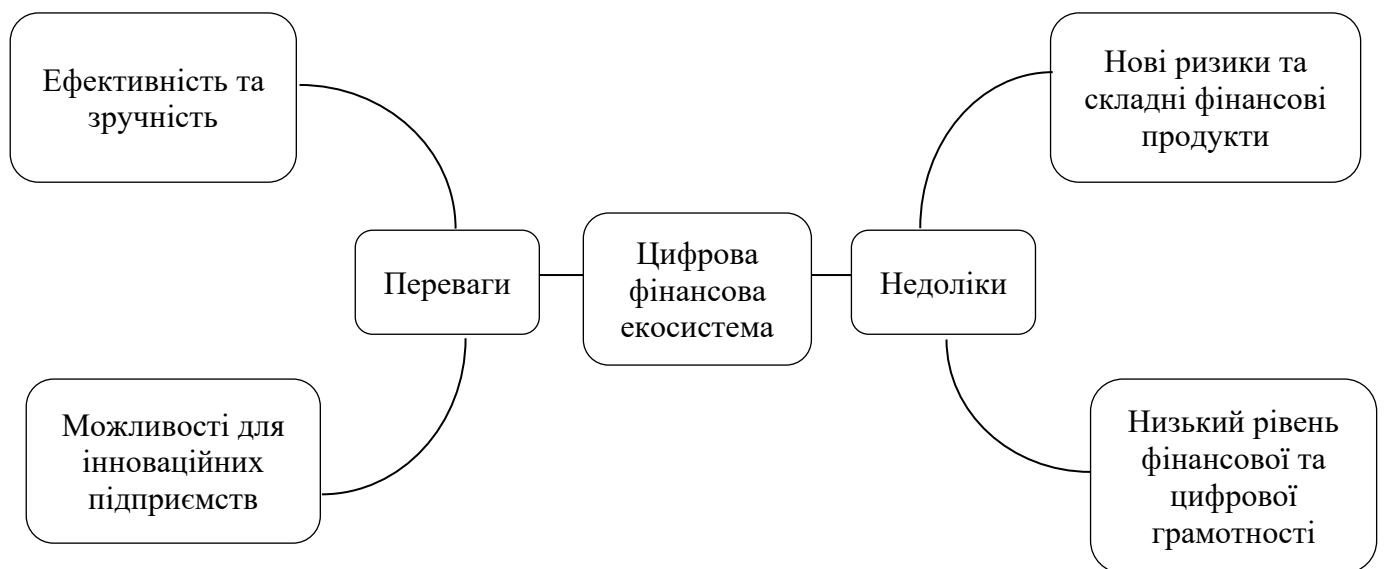 Ефективність та
зручність
Нові ризики та
складні фінансові
продукти
Переваги
Цифрова
фінансова
екосистема
Недоліки
Можливості для
інноваційних
підприємств
Низький рівень
фінансової та
цифрової
грамотності